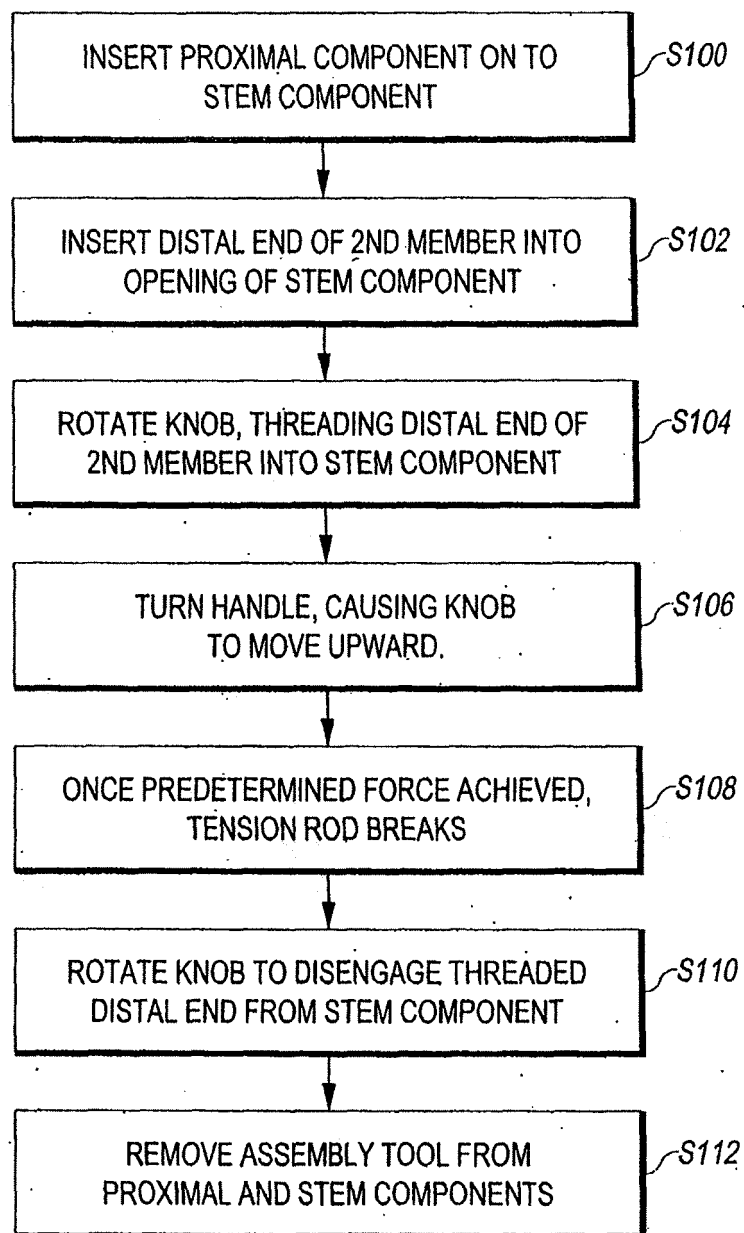 INSERT PROXIMAL COMPONENT ON TO
STEM COMPONENT
S100
INSERT DISTAL END OF 2ND MEMBER INTO
OPENING OF STEM COMPONENT
S102
ROTATE KNOB, THREADING DISTAL END OF
2ND MEMBER INTO STEM COMPONENT
S104
TURN HANDLE, CAUSING KNOB
TO MOVE UPWARD.
S106
ONCE PREDETERMINED FORCE ACHIEVED,
TENSION ROD BREAKS
S108
ROTATE KNOB TO DISENGAGE THREADED
DISTAL END FROM STEM COMPONENT
S110
REMOVE ASSEMBLY TOOL FROM
PROXIMAL AND STEM COMPONENTS
S112